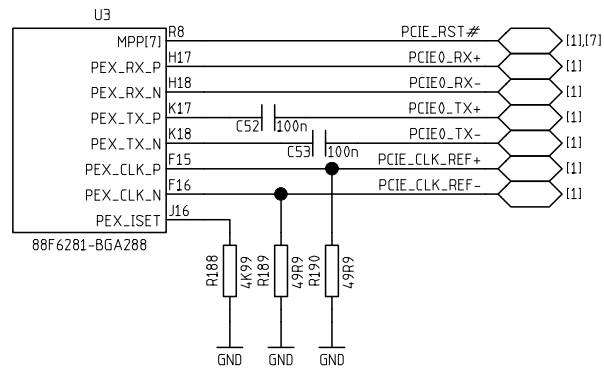 U3
MPP[7] R8 PCIE_RST# [1],[7]
PEX_RX_P H17 PCIE0_RX+ [1]
PEX_RX_N H18 PCIE0_RX- [1]
PEX_TX_P K17 C52 100n PCIE0_TX+ [1]
PEX_TX_N K18 C53 100n PCIE0_TX- [1]
PEX_CLK_P F15 PCIE_CLK_REF+ [1]
PEX_CLK_N F16 PCIE_CLK_REF- [1]
PEX_ISET J16
88F6281-BGA288
R188 4K99 R189 49R9 R190 49R9
GND GND GND